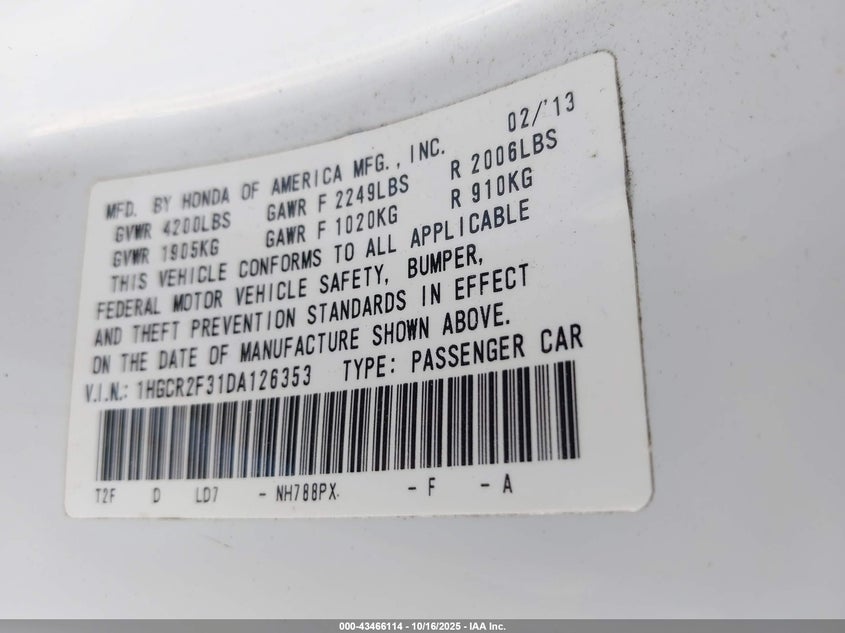 MFD. BY HONDA OF AMERICA MFG., INC. 02/'13
GVWR 4200LBS GAWR F 2249LBS R 2006LBS
GVWR 1905KG GAWR F 1020KG R 910KG
THIS VEHICLE CONFORMS TO ALL APPLICABLE
FEDERAL MOTOR VEHICLE SAFETY, BUMPER,
AND THEFT PREVENTION STANDARDS IN EFFECT
ON THE DATE OF MANUFACTURE SHOWN ABOVE.
V.I.N.: 1HGCR2F31DA126353 TYPE: PASSENGER CAR
T2F D LD7 - NH788PX - F - A
000-43466114 - 10/16/2025 - IAA Inc.